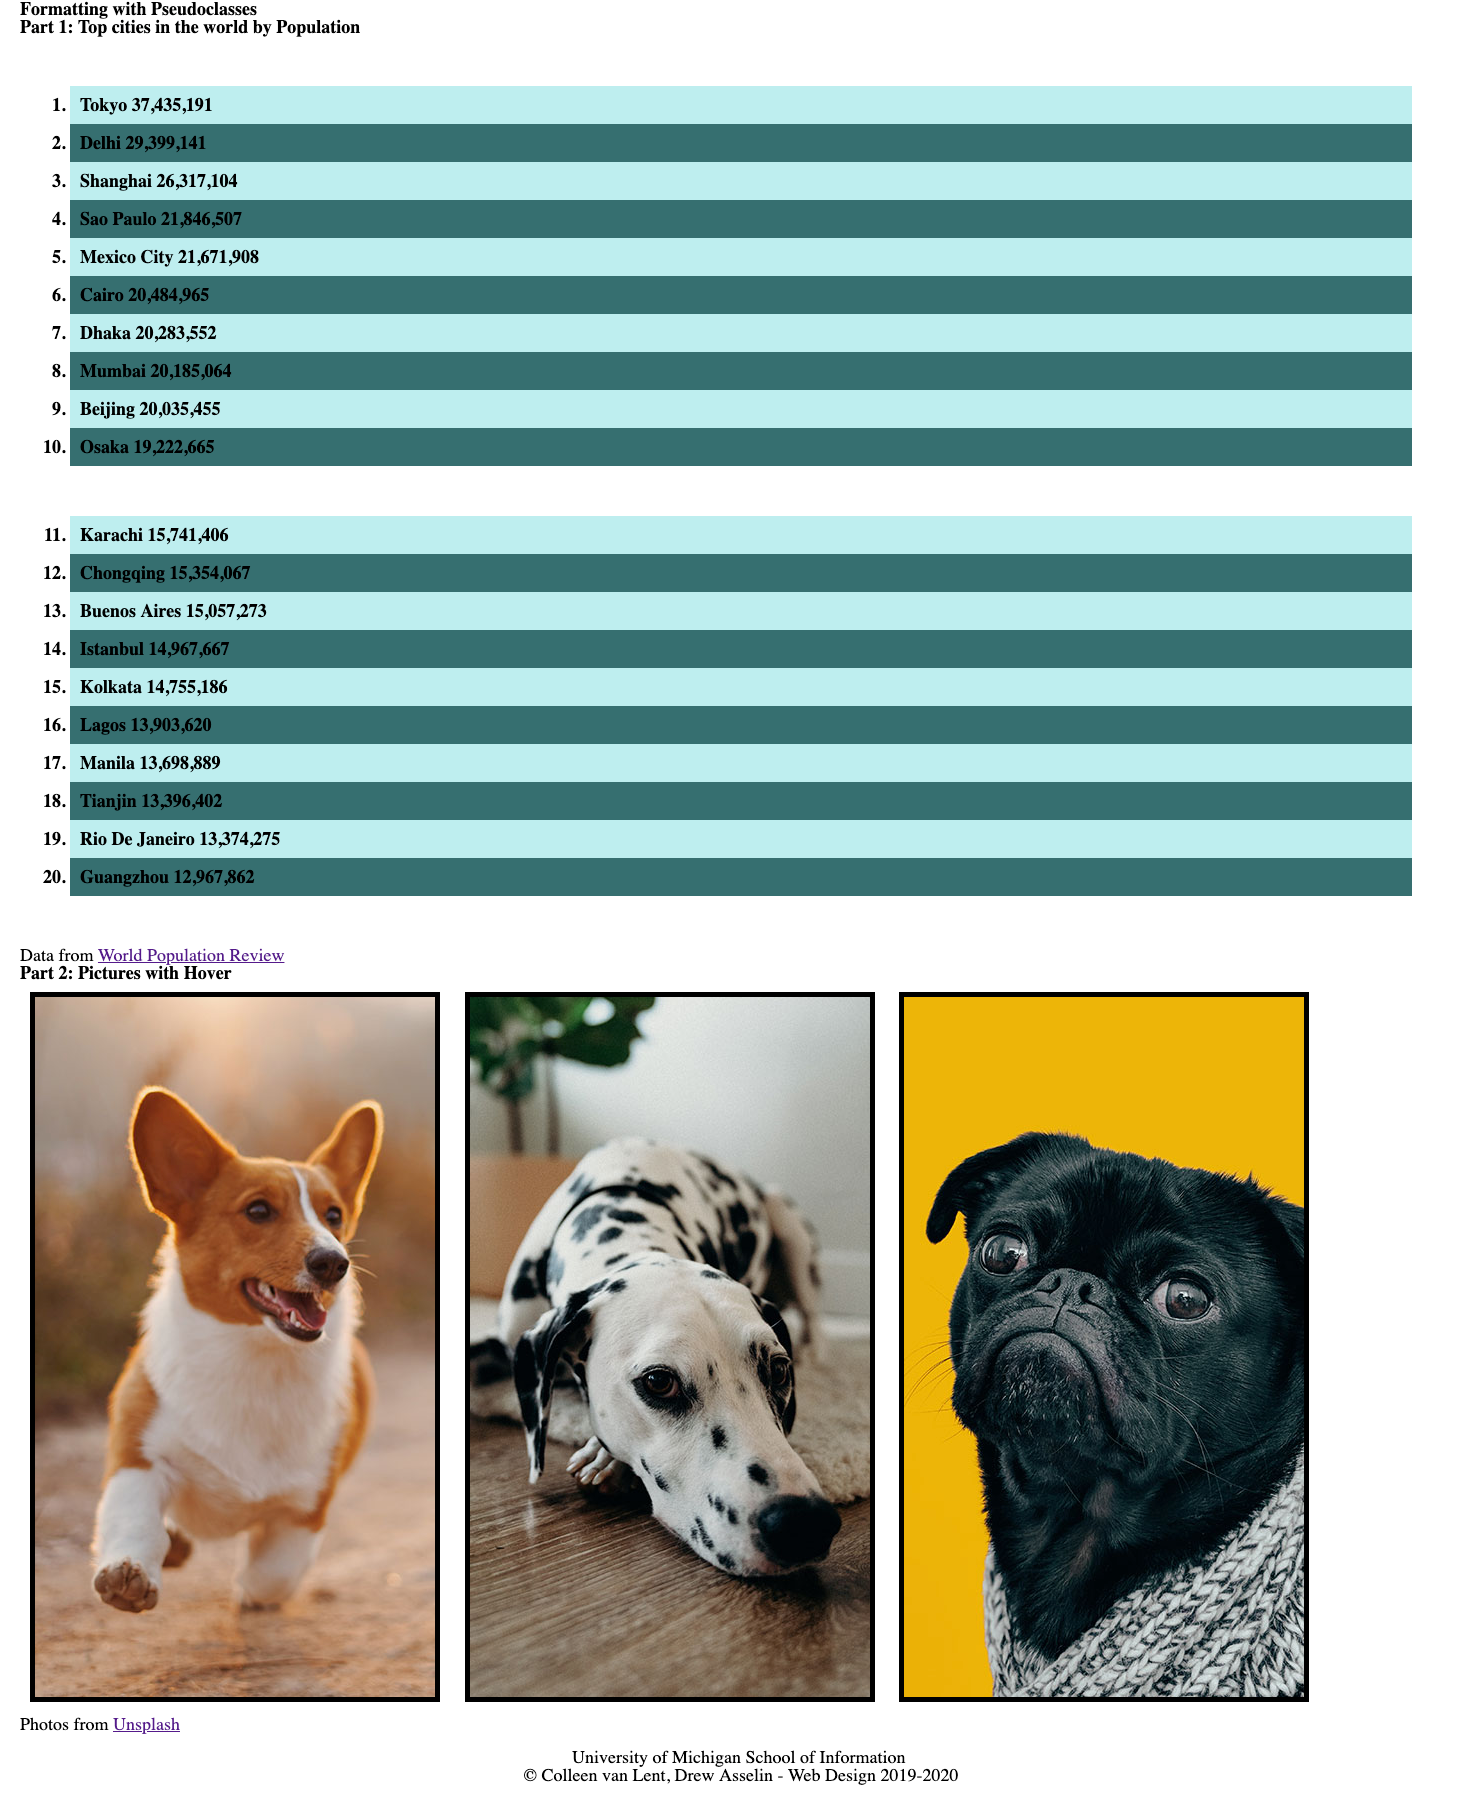 Formatting with Pseudoclasses
Part 1: Top cities in the world by Population
1. Tokyo 37,435,191
2. Delhi 29,399,141
3. Shanghai 26,317,104
4. Sao Paulo 21,846,507
5. Mexico City 21,671,908
6. Cairo 20,484,965
7. Dhaka 20,283,552
8. Mumbai 20,185,064
9. Beijing 20,035,455
10. Osaka 19,222,665
11. Karachi 15,741,406
12. Chongqing 15,354,067
13. Buenos Aires 15,057,273
14. Istanbul 14,967,667
15. Kolkata 14,755,186
16. Lagos 13,903,620
17. Manila 13,698,889
18. Tianjin 13,396,402
19. Rio De Janeiro 13,374,275
20. Guangzhou 12,967,862
Data from World Population Review
Part 2: Pictures with Hover
Photos from Unsplash
University of Michigan School of Information
© Colleen van Lent, Drew Asselin - Web Design 2019-2020